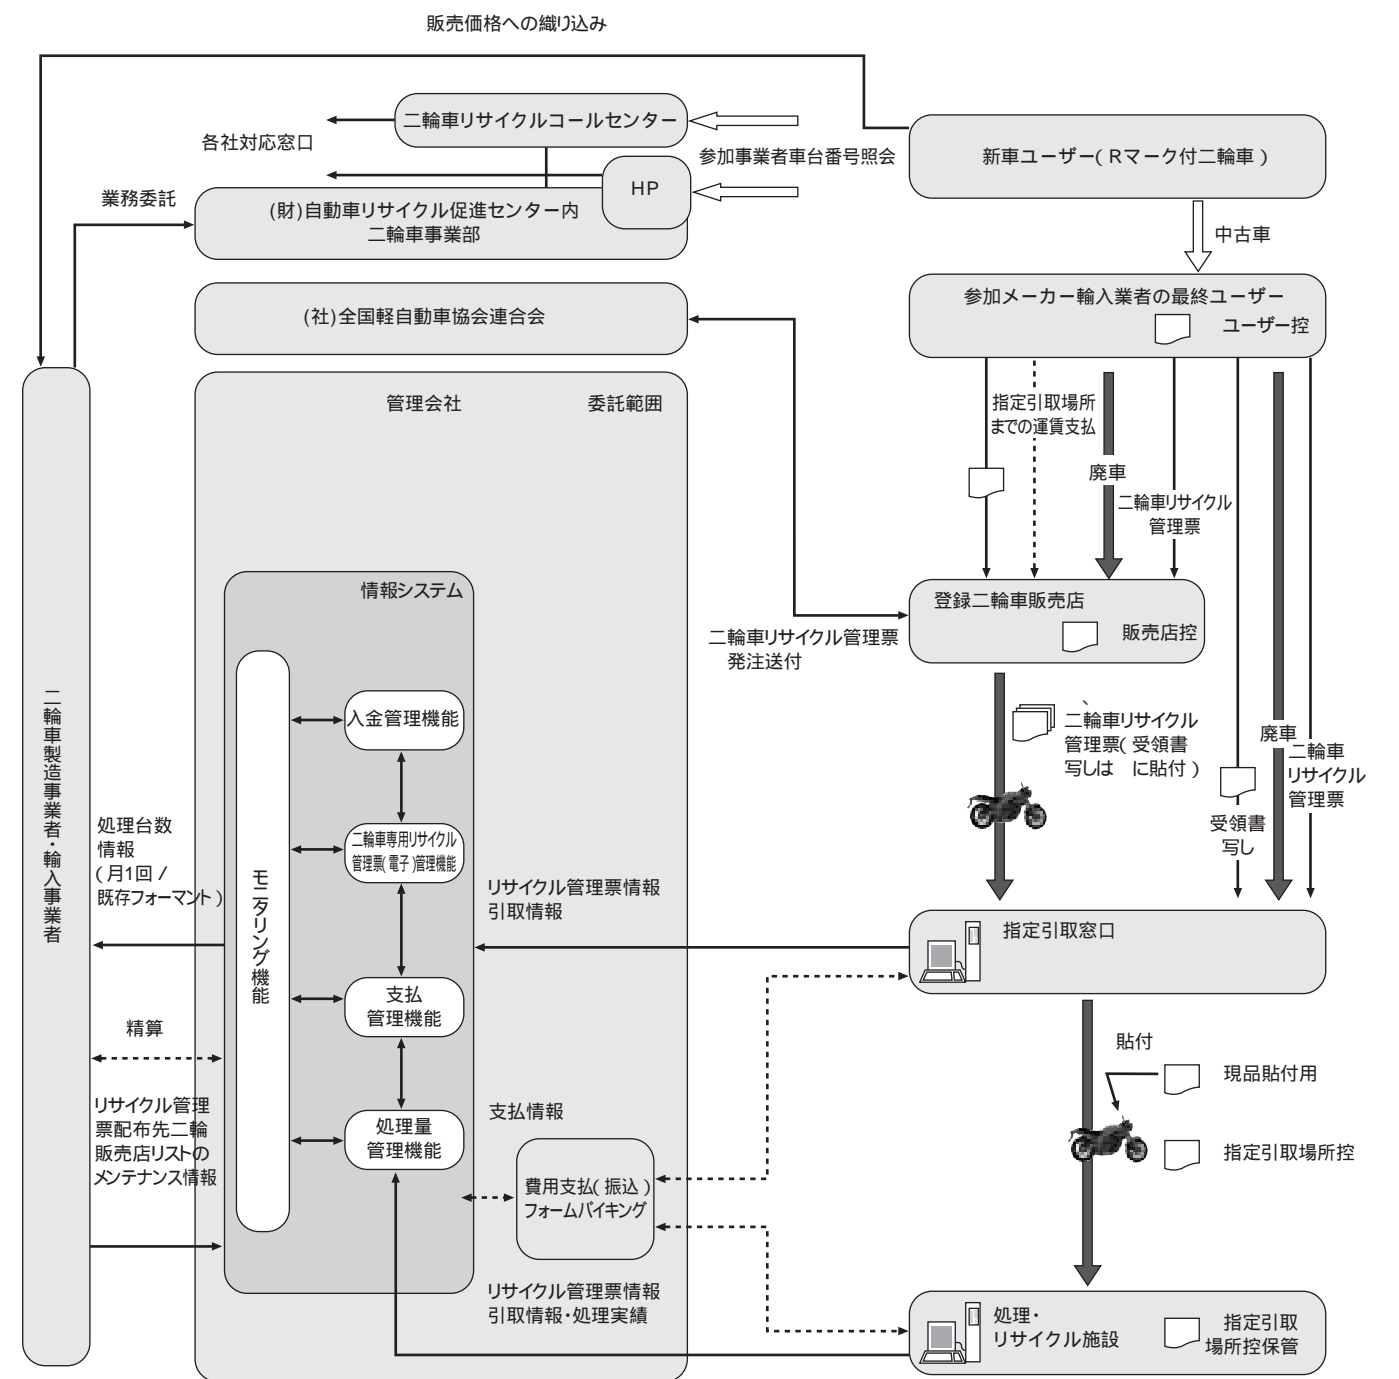 販売価格への織り込み
二輪車リサイクルコールセンター
各社対応窓口
参加事業者車台番号照会
新車ユーザー(Rマーク付二輪車)
HP
業務委託
(財)自動車リサイクル促進センター内
二輪車事業部
中古車
参加メーカー輸入業者の最終ユーザー
ユーザー控
(社)全国軽自動車協会連合会
管理会社
委託範囲
指定引取場所
までの運賃支払
廃車
二輪車リサイクル
管理票
情報システム
登録二輪車販売店
販売店控
二輪車リサイクル管理票
発注送付
二輪車製造事業者・輸入事業者
モニタリング機能
入金管理機能
、
二輪車リサイクル
管理票(受領書
写しは に貼付)
廃車
二輪車
リサイクル
管理票
受領書
写し
処理台数
情報
(月1回/
既存フォーマント)
二輪車専用リサイクル
管理票(電子)管理機能
リサイクル管理票情報
引取情報
指定引取窓口
支払
管理機能
精算
貼付
現品貼付用
リサイクル管理
票配布先二輪
販売店リストの
メンテナンス情報
支払情報
処理量
管理機能
指定引取場所控
費用支払(振込)
フォームバイキング
リサイクル管理票情報
引取情報・処理実績
処理・
リサイクル施設
指定引取
場所控保管